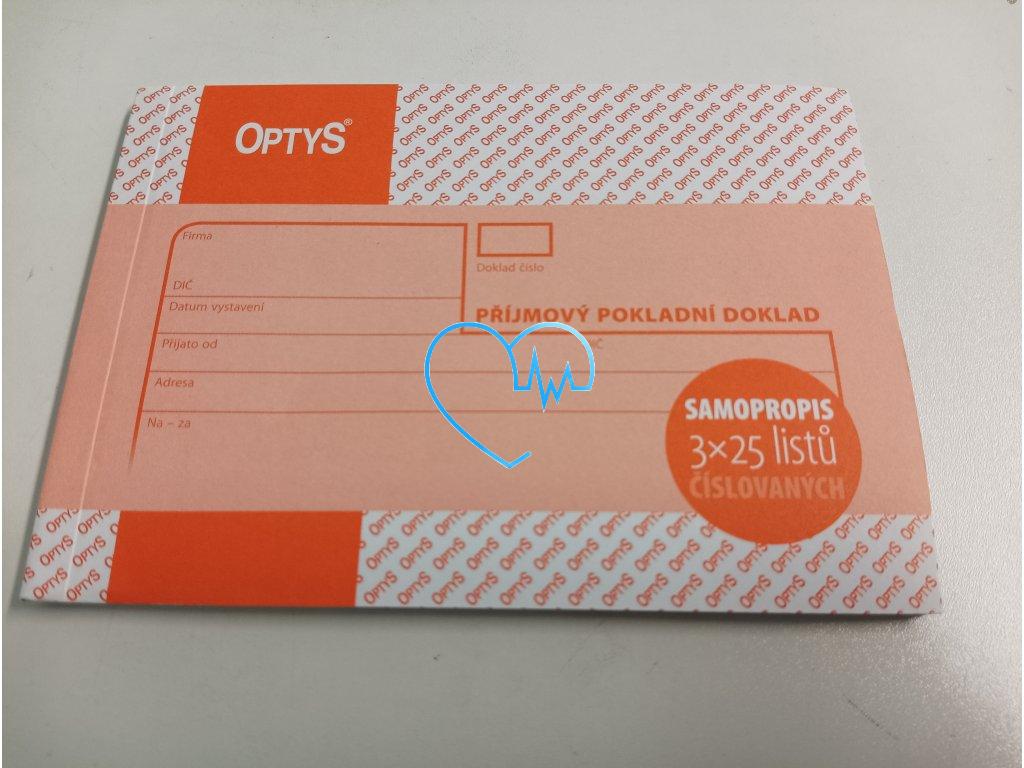 OPTYS®
Firma
DIČ
Doklad číslo
Datum vystavení
PŘÍJMOVÝ POKLADNÍ DOKLAD
Přijato od
Adresa
Na – za
SAMOPROPIS
3×25 listů
ČÍSLOVANÝCH